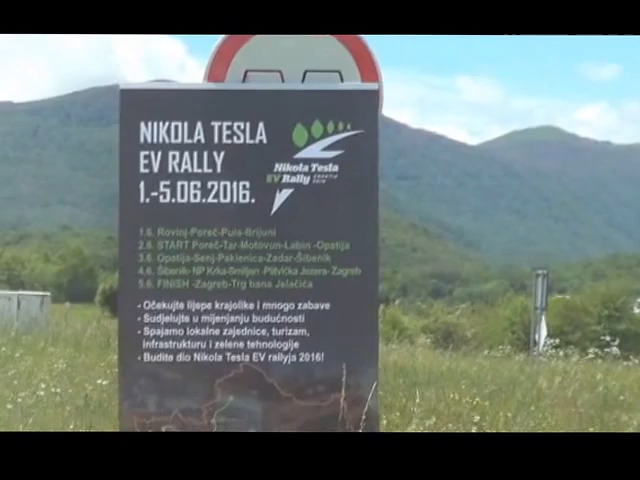 NIKOLA TESLA
EV RALLY
1.-5.06.2016.
Nikola Tesla
EV Rally CROATIA
2016
1.6. Rovinj-Poreč-Pula-Brijuni
2.6. START Poreč-Tar-Motovun-Labin -Opatija
3.6. Opatija-Senj-Paklenica-Zadar-Šibenik
4.6. Šibenik- NP Krka-Smiljan -Plitvička Jezera- Zagreb
5.6. FINISH -Zagreb-Trg bana Jelačića
- Očekujte lijepe krajolike i mnogo zabave
- Sudjelujte u mijenjanju budućnosti
- Spajamo lokalne zajednice, turizam,
infrastrukturu i zelene tehnologije
- Budite dio Nikola Tesla EV rallyja 2016!